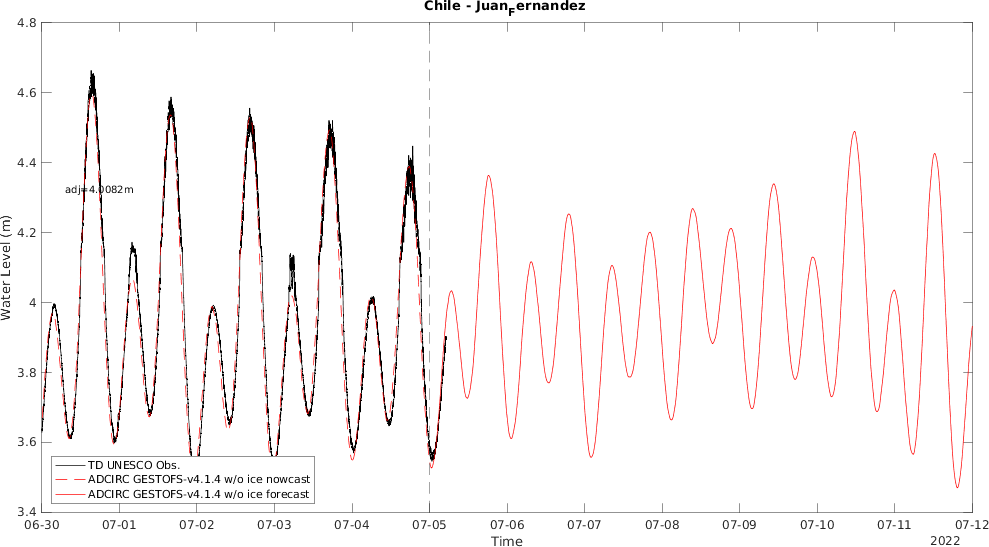 Chile - Juan_Fernandez
4.8
4.6
4.4
4.2
4
3.8
3.6
3.4
Water Level (m)
adj=4.0082m
TD UNESCO Obs.
ADCIRC GESTOFS-v4.1.4 w/o ice nowcast
ADCIRC GESTOFS-v4.1.4 w/o ice forecast
06-30 07-01 07-02 07-03 07-04 07-05 07-06 07-07 07-08 07-09 07-10 07-11 07-12
Time
2022